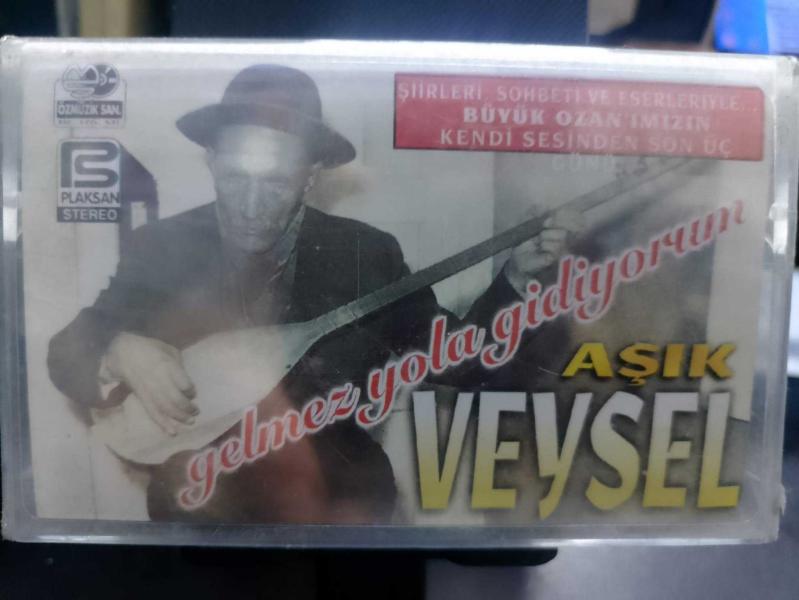 ÖZMÜZİK SAN.
PLAKSAN
STEREO
ŞİİRLERİ, SOHBETİ VE ESERLERİYLE...
BÜYÜK OZAN'IMIZIN
KENDİ SESİNDEN SON ÜÇ
gelmez yola gidiyorum
AŞIK
VEYSEL